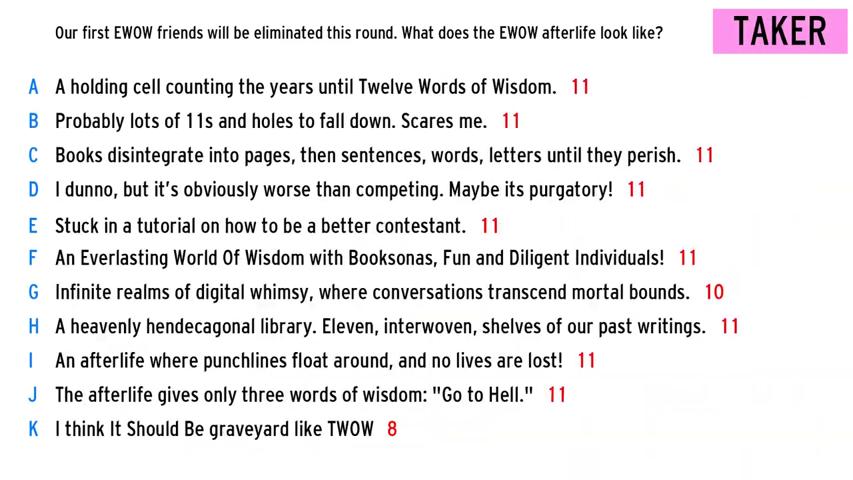 Our first EWOW friends will be eliminated this round. What does the EWOW afterlife look like?
TAKER
A A holding cell counting the years until Twelve Words of Wisdom. 11
B Probably lots of 11s and holes to fall down. Scares me. 11
C Books disintegrate into pages, then sentences, words, letters until they perish. 11
D I dunno, but it's obviously worse than competing. Maybe its purgatory! 11
E Stuck in a tutorial on how to be a better contestant. 11
F An Everlasting World Of Wisdom with Booksonas, Fun and Diligent Individuals! 11
G Infinite realms of digital whimsy, where conversations transcend mortal bounds. 10
H A heavenly hendecagonal library. Eleven, interwoven, shelves of our past writings. 11
I An afterlife where punchlines float around, and no lives are lost! 11
J The afterlife gives only three words of wisdom: "Go to Hell." 11
K I think It Should Be graveyard like TWOW 8